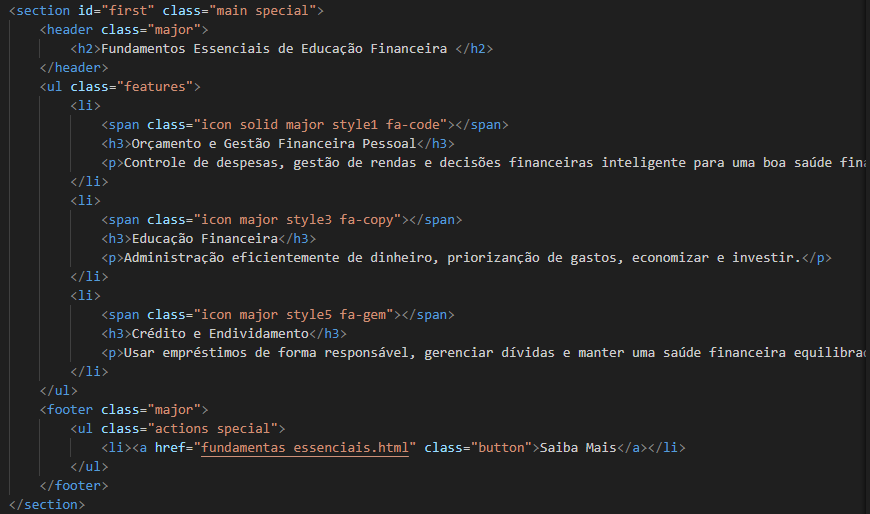 <section id="first" class="main special">
<header class="major">
<h2>Fundamentos Essenciais de Educação Financeira </h2>
</header>
<ul class="features">
<li>
<span class="icon solid major style1 fa-code"></span>
<h3>Orçamento e Gestão Financeira Pessoal</h3>
<p>Controle de despesas, gestão de rendas e decisões financeiras inteligente para uma boa saúde fina
</li>
<li>
<span class="icon major style3 fa-copy"></span>
<h3>Educação Financeira</h3>
<p>Administração eficientemente de dinheiro, priorizanção de gastos, economizar e investir.</p>
</li>
<li>
<span class="icon major style5 fa-gem"></span>
<h3>Crédito e Endividamento</h3>
<p>Usar empréstimos de forma responsável, gerenciar dívidas e manter uma saúde financeira equilibrad
</li>
</ul>
<footer class="major">
<ul class="actions special">
<li><a href="fundamentas essenciais.html" class="button">Saiba Mais</a></li>
</ul>
</footer>
</section>